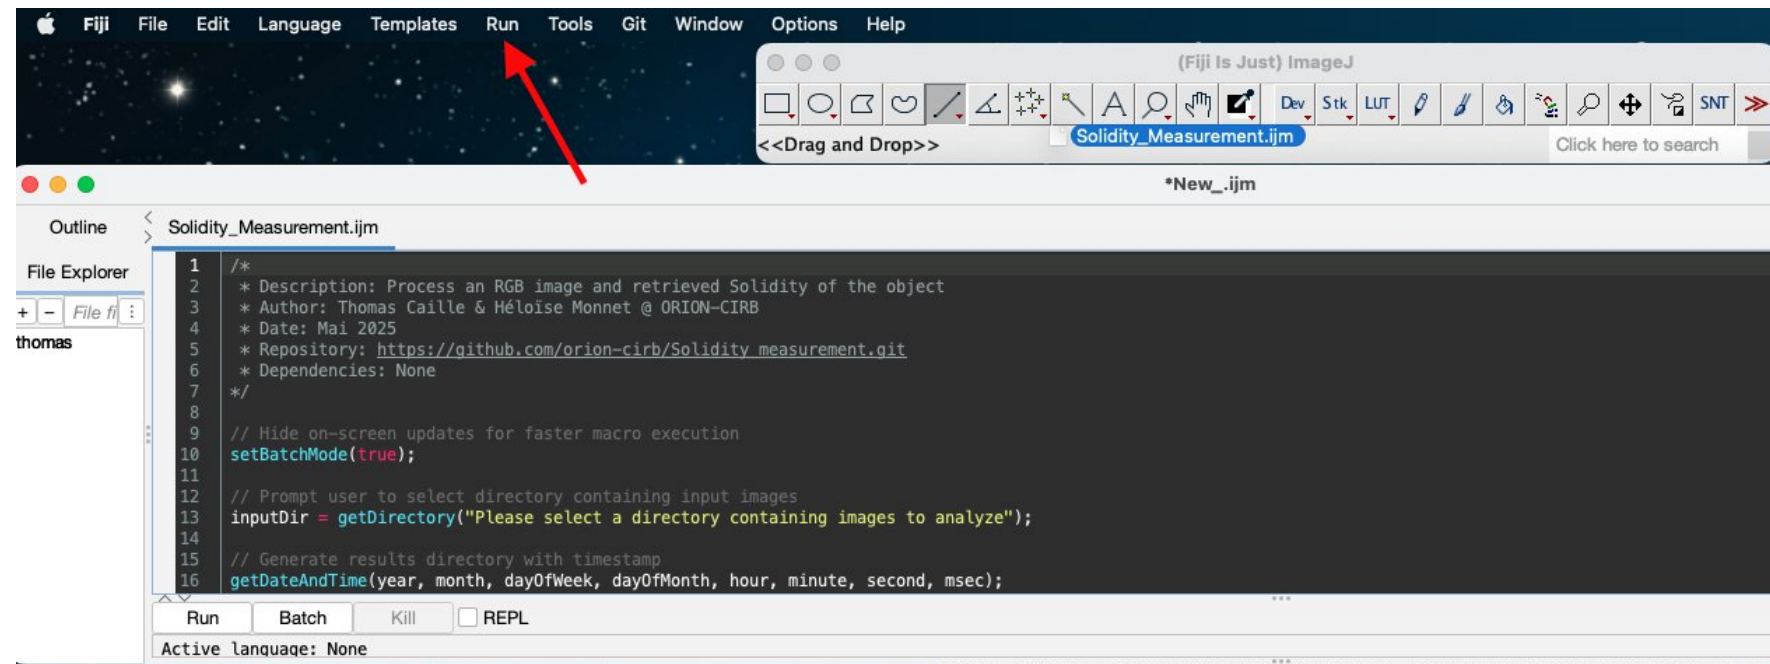 Fiji File Edit Language Templates Run Tools Git Window Options Help
(Fiji Is Just) ImageJ
A Dev Stk LUT SNT
<<Drag and Drop>> Solidity_Measurement.ijm Click here to search
*New_.ijm
Outline
Solidity_Measurement.ijm
File Explorer
+ - File fi
thomas
1 /*
2 * Description: Process an RGB image and retrieved Solidity of the object
3 * Author: Thomas Caille & Héloïse Monnet @ ORION-CIRB
4 * Date: Mai 2025
5 * Repository: https://github.com/orion-cirb/Solidity_measurement.git
6 * Dependencies: None
7 */
8
9 // Hide on-screen updates for faster macro execution
10 setBatchMode(true);
11
12 // Prompt user to select directory containing input images
13 inputDir = getDirectory("Please select a directory containing images to analyze");
14
15 // Generate results directory with timestamp
16 getDateAndTime(year, month, dayOfWeek, dayOfMonth, hour, minute, second, msec);
Run Batch Kill REPL
Active language: None